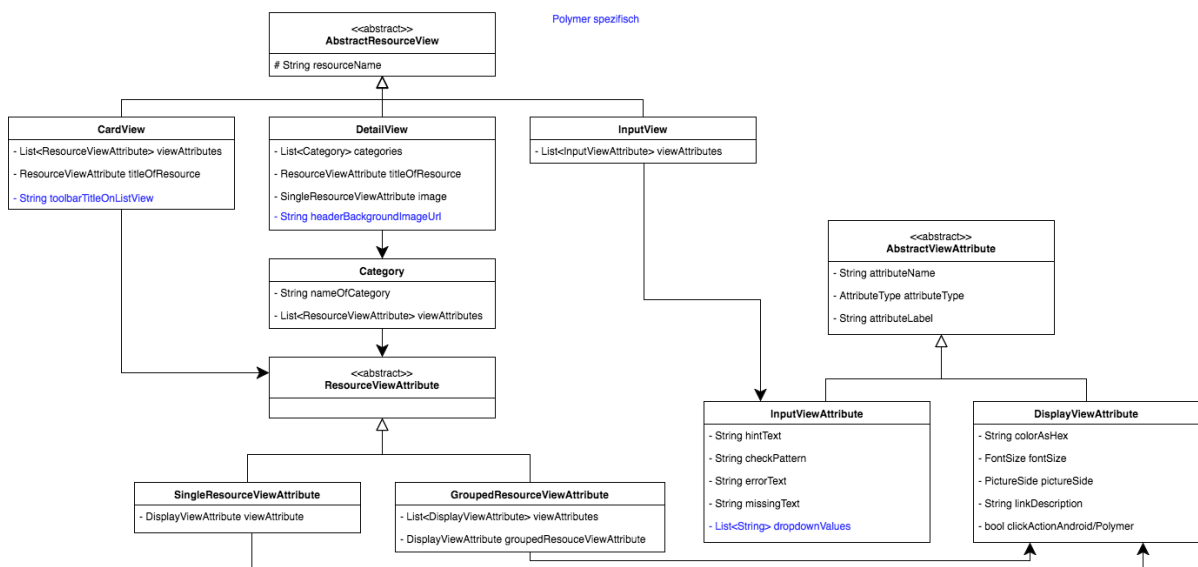 Polymer spezifisch
<<abstract>>
AbstractResourceView
# String resourceName
CardView
- List<ResourceViewAttribute> viewAttributes
- ResourceViewAttribute titleOfResource
- String toolbarTitleOnListView
DetailView
- List<Category> categories
- ResourceViewAttribute titleOfResource
- SingleResourceViewAttribute image
- String headerBackgroundImageUrl
InputView
- List<InputViewAttribute> viewAttributes
<<abstract>>
AbstractViewAttribute
- String attributeName
- AttributeType attributeType
- String attributeLabel
Category
- String nameOfCategory
- List<ResourceViewAttribute> viewAttributes
<<abstract>>
ResourceViewAttribute
InputViewAttribute
- String hintText
- String checkPattern
- String errorText
- String missingText
- List<String> dropdownValues
DisplayViewAttribute
- String colorAsHex
- FontSize fontSize
- PictureSide pictureSide
- String linkDescription
- bool clickActionAndroid/Polymer
SingleResourceViewAttribute
- DisplayViewAttribute viewAttribute
GroupedResourceViewAttribute
- List<DisplayViewAttribute> viewAttributes
- DisplayViewAttribute groupedResouceViewAttribute